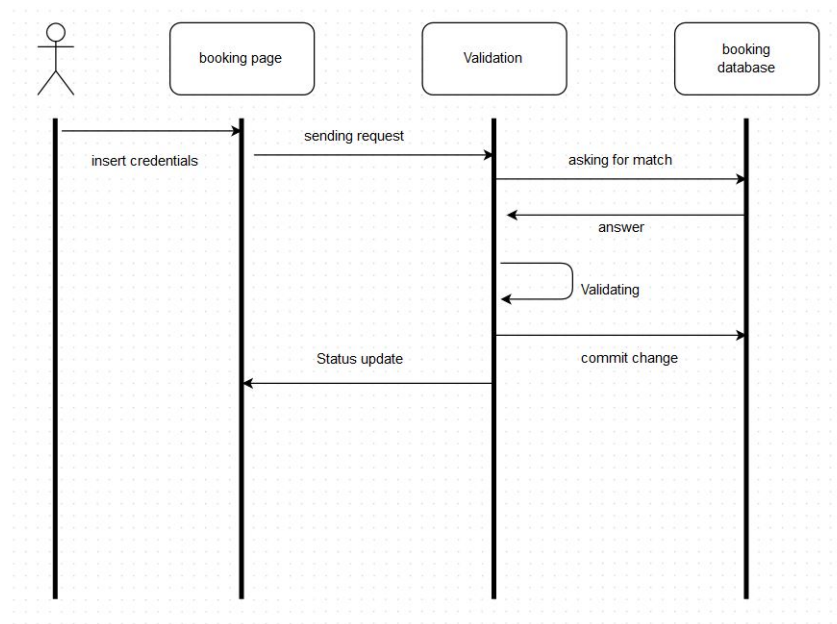 booking page
Validation
booking
database
sending request
insert credentials
asking for match
answer
Validating
Status update
commit change